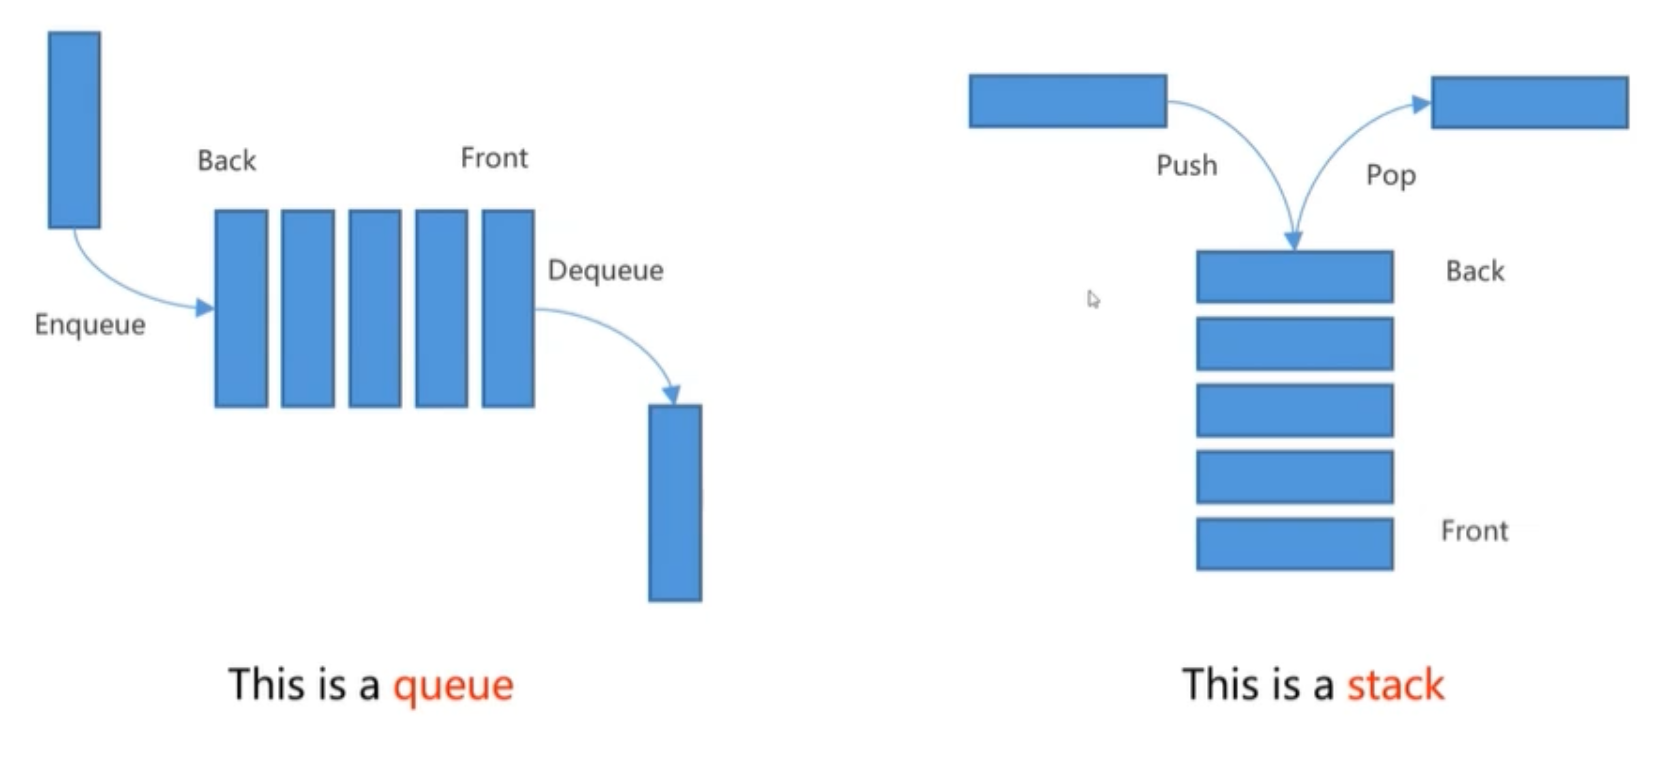 Back
Front
Dequeue
Enqueue
This is a queue
Push
Pop
Back
Front
This is a stack